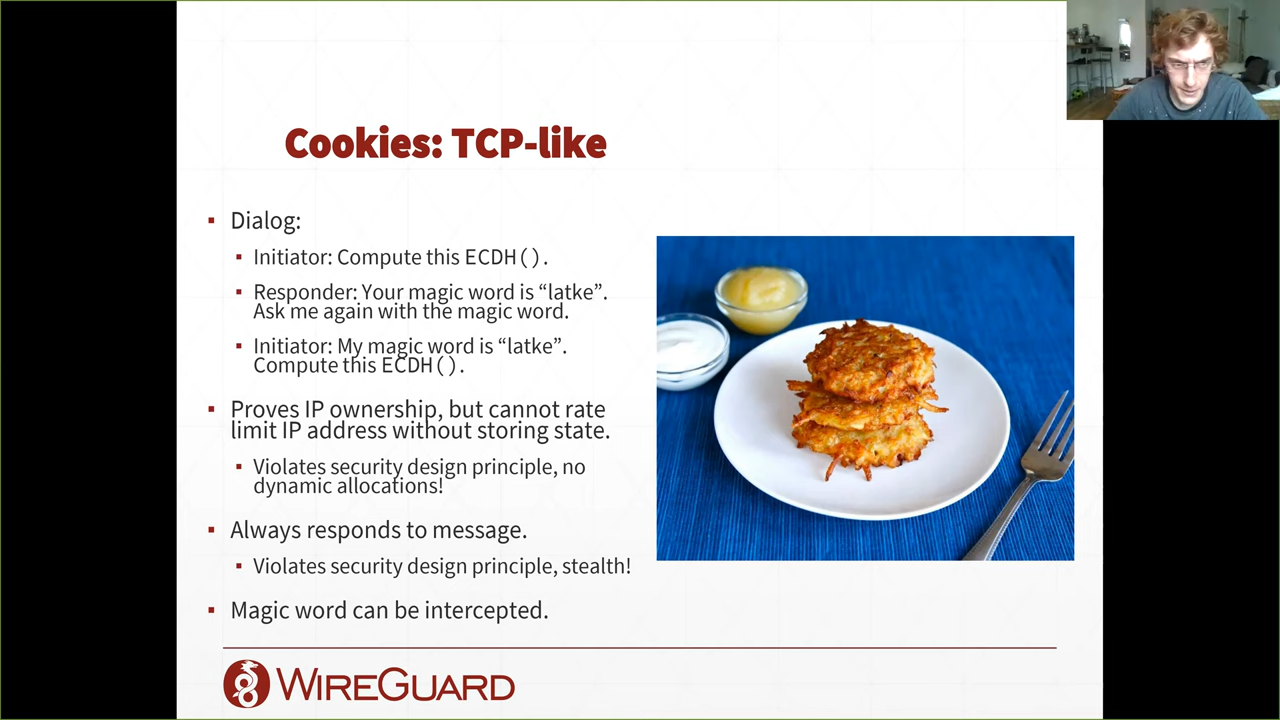 Cookies: TCP-like
Dialog:
Initiator: Compute this ECDH().
Responder: Your magic word is “latke”.
Ask me again with the magic word.
Initiator: My magic word is “latke”.
Compute this ECDH().
Proves IP ownership, but cannot rate
limit IP address without storing state.
Violates security design principle, no
dynamic allocations!
Always responds to message.
Violates security design principle, stealth!
Magic word can be intercepted.
WIREGUARD